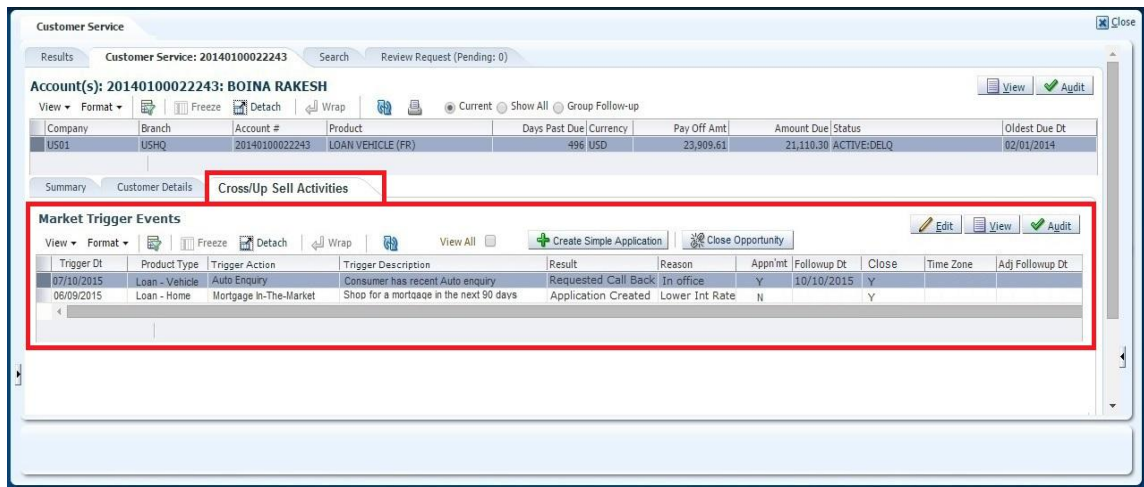 Customer Service
Close
Results Customer Service: 20140100022243 Search Review Request (Pending: 0)
Account(s): 20140100022243: BOINA RAKESH View Audit
View Format Freeze Detach Wrap Current Show All Group Follow-up
Company Branch Account # Product Days Past Due Currency Pay Off Amt Amount Due Status Oldest Due Dt
US01 USHQ 20140100022243 LOAN VEHICLE (FR) 496 USD 23,909.61 21,110.30 ACTIVE:DELQ 02/01/2014
Summary Customer Details Cross/Up Sell Activities
Market Trigger Events Edit View Audit
View Format Freeze Detach Wrap View All Create Simple Application Close Opportunity
Trigger Dt Product Type Trigger Action Trigger Description Result Reason Appn'mt Followup Dt Close Time Zone Adj Followup Dt
07/10/2015 Loan - Vehicle Auto Enquiry Consumer has recent Auto enquiry Requested Call Back In office Y 10/10/2015 Y
06/09/2015 Loan - Home Mortgage In-The-Market Shop for a mortgage in the next 90 days Application Created Lower Int Rate N Y